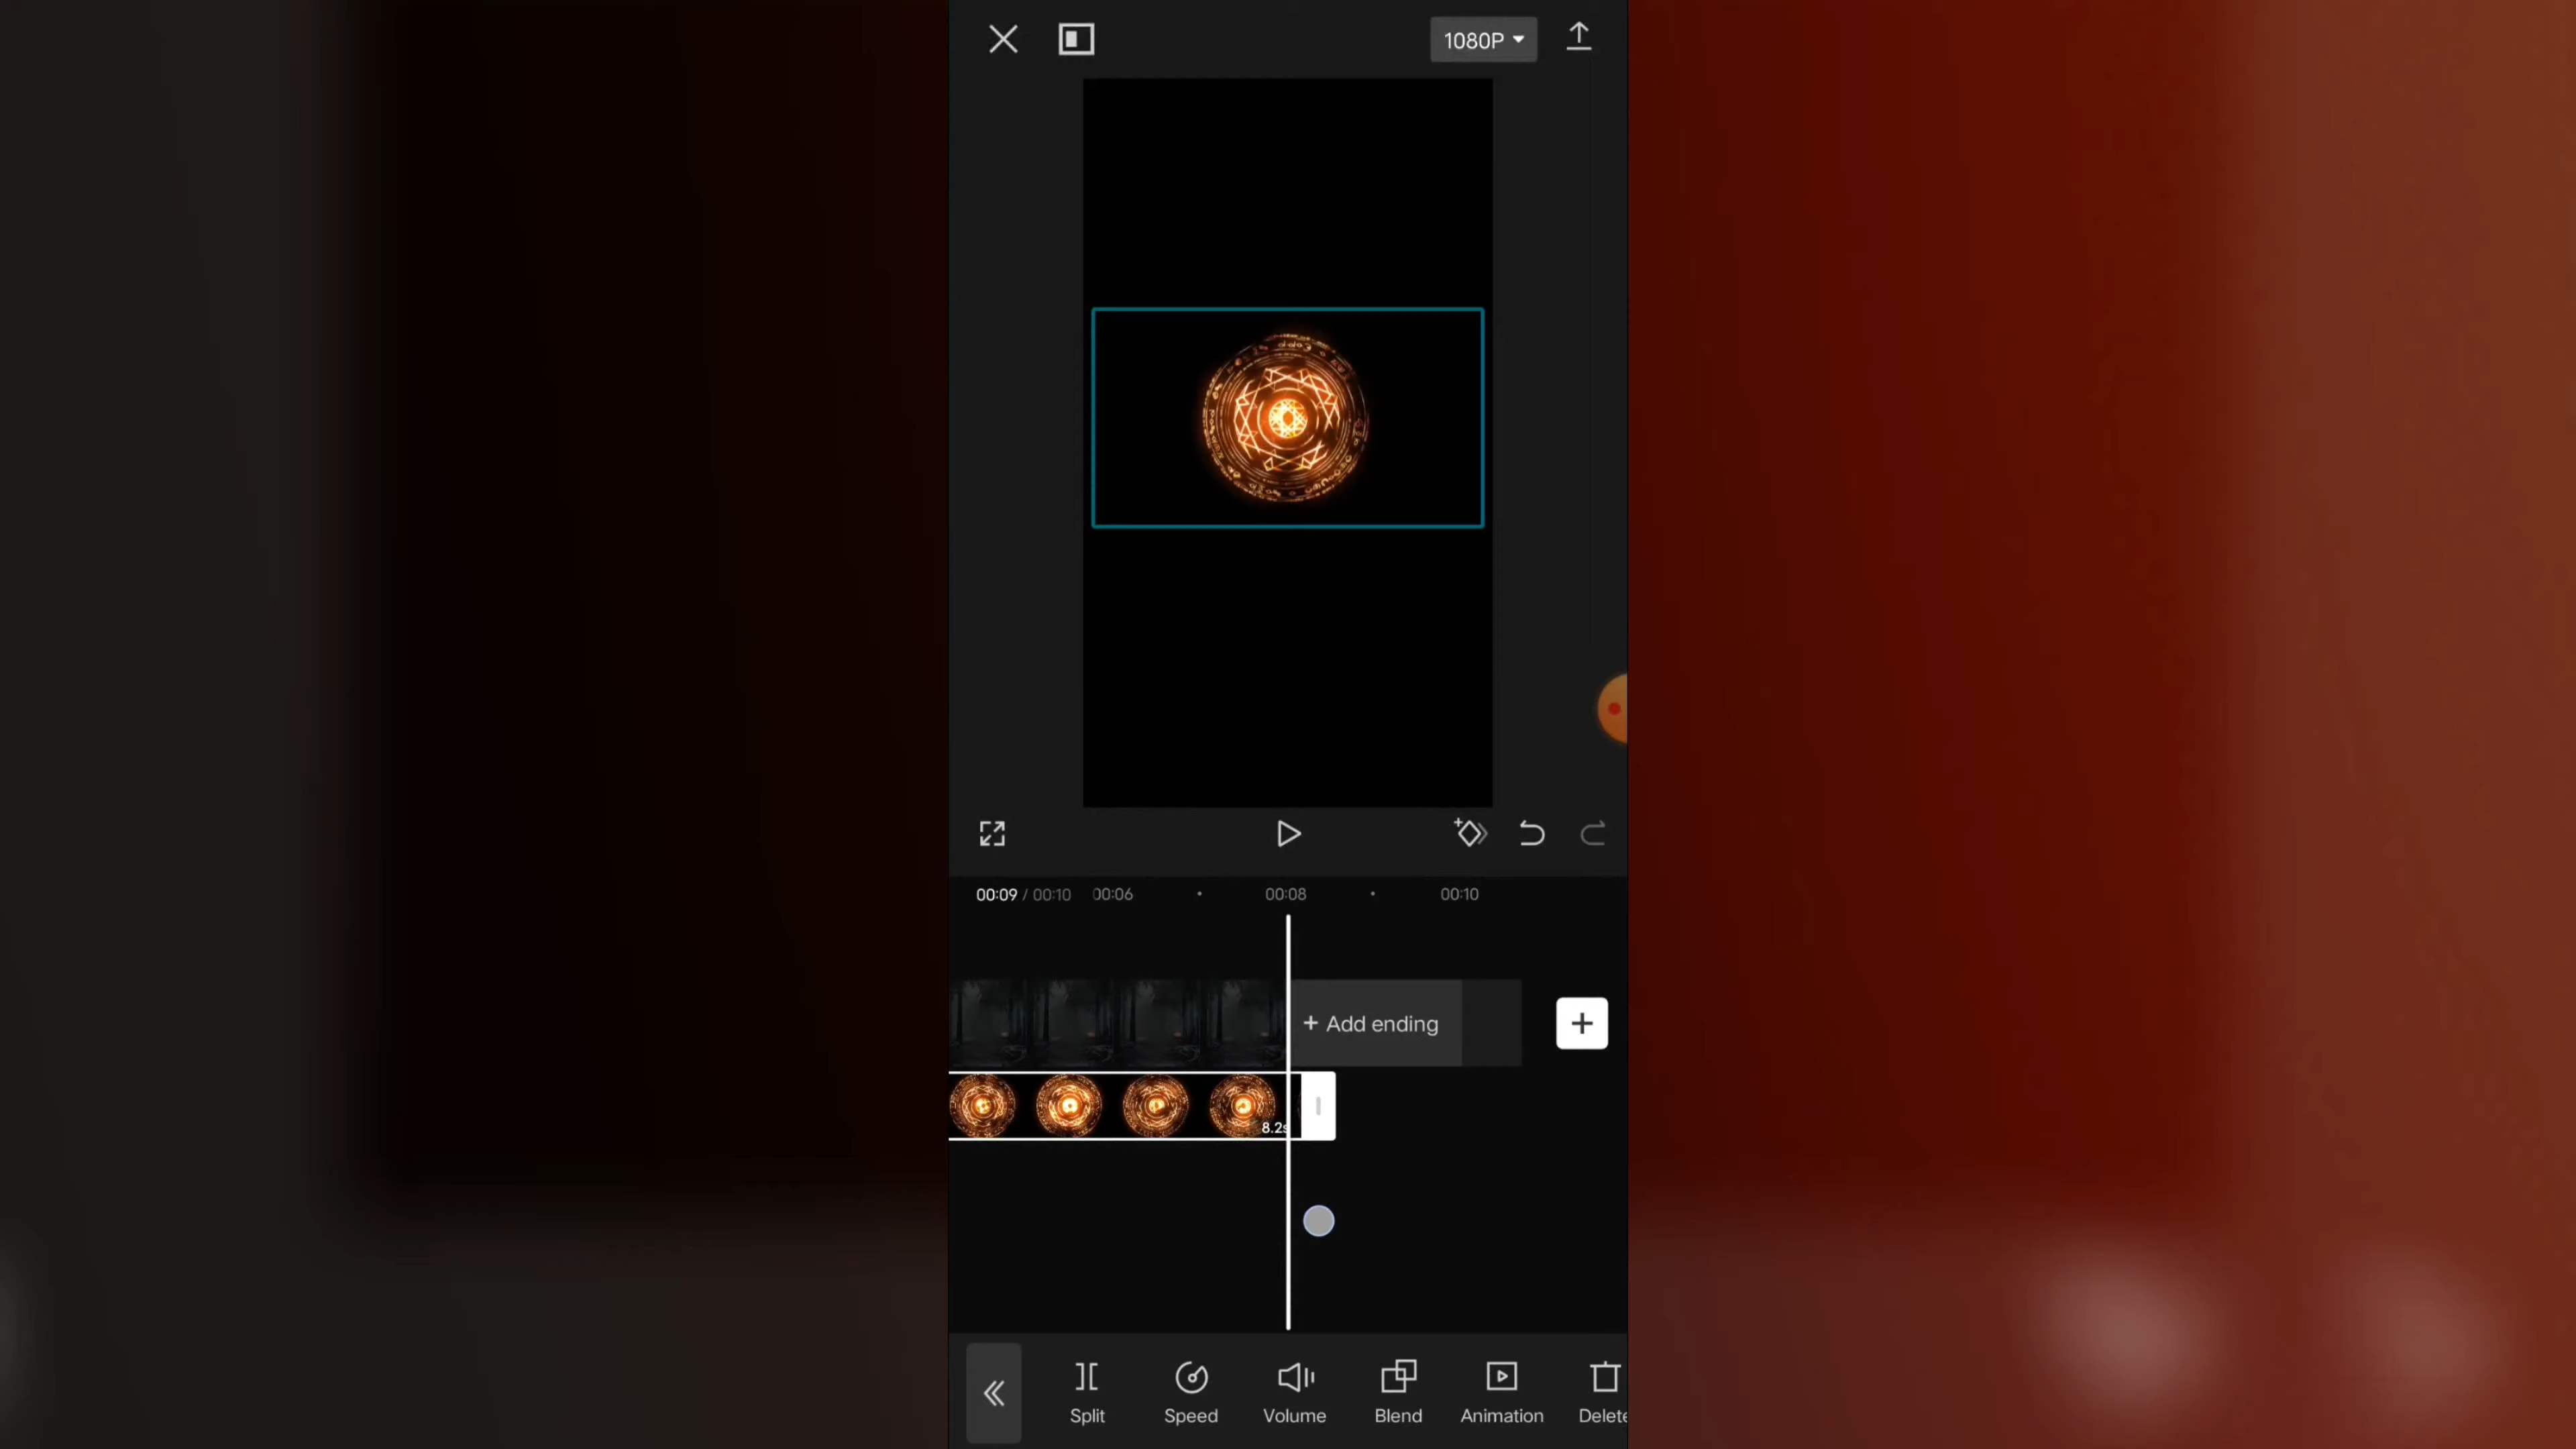 1080P
00:09 / 00:10 00:06 00:08 00:10
+ Add ending
8.2s
Split Speed Volume Blend Animation Delete